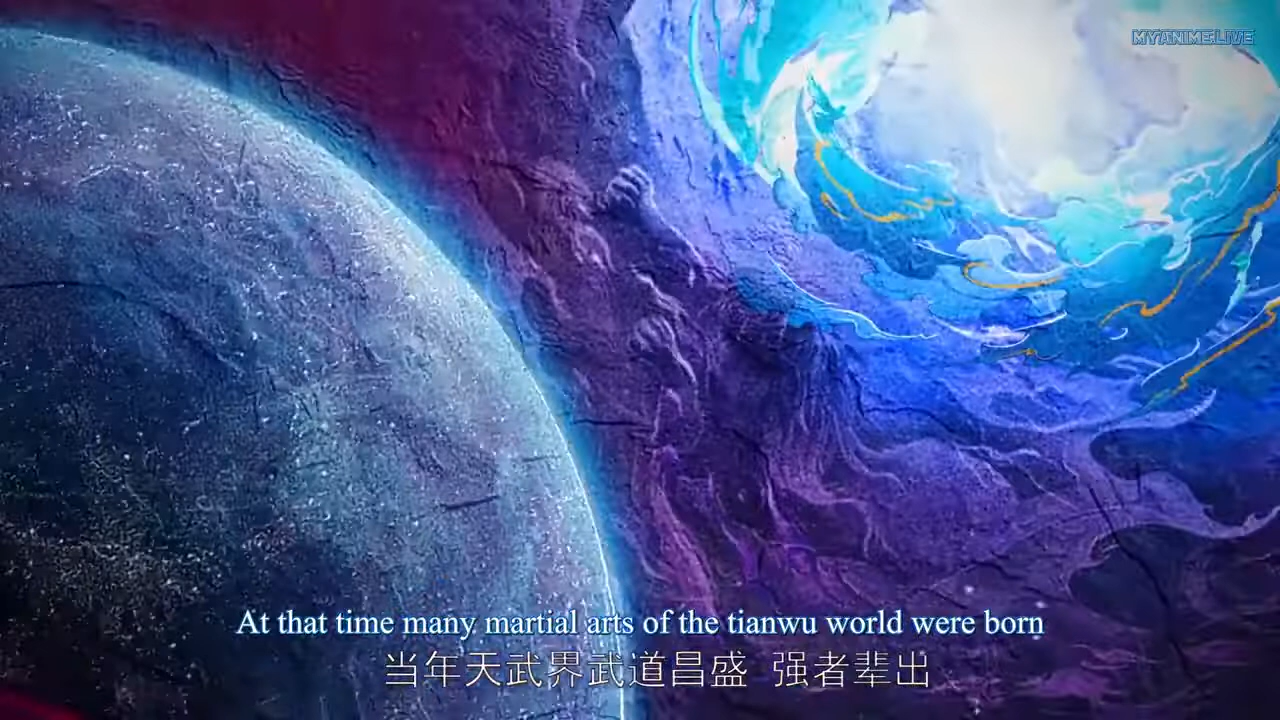 MYANIME.LIVE
At that time many martial arts of the tianwu world were born
当年天武界武道昌盛 强者辈出